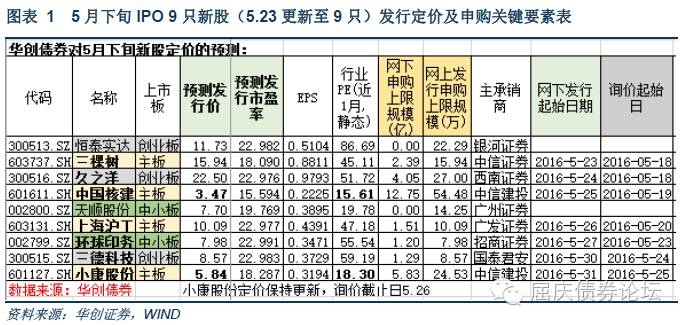 图表 1 5月下旬IPO 9只新股（5.23更新至9只）发行定价及申购关键要素表
华创债券对5月下旬新股定价的预测：
代码 名称 上市板 预测发行价 预测发行市盈率 EPS 行业PE(近1月,静态) 网下申购上限规模(亿) 网上发行申购上限规模(万) 主承销商 网下发行起始日期 询价起始日
300513.SZ 恒泰实达 创业板 11.73 22.982 0.5104 86.69 0.00 22.29 银河证券
603737.SH 三棵树 主板 15.94 18.090 0.8811 45.11 2.39 15.94 中信证券 2016-5-23 2016-05-18
300516.SZ 久之洋 创业板 22.50 22.976 0.9793 51.72 4.05 27.00 西南证券 2016-5-24 2016-05-18
601611.SH 中国核建 主板 3.47 15.594 0.2225 15.61 12.75 54.48 中信建投 2016-5-25 2016-05-19
002800.SZ 天顺股份 中小板 7.70 19.769 0.3895 19.78 0.00 14.25 广州证券
603131.SH 上海沪工 主板 10.09 22.977 0.4391 47.18 1.51 10.09 广发证券 2016-5-26 2016-05-20
002799.SZ 环球印务 中小板 7.98 22.991 0.3471 55.54 1.20 7.98 招商证券 2016-5-27 2016-05-23
300515.SZ 三德科技 创业板 8.57 22.983 0.3729 59.19 1.29 8.57 国泰君安 2016-5-30 2016-5-24
601127.SH 小康股份 主板 5.84 18.287 0.3194 18.30 5.83 24.53 中信建投 2016-5-31 2016-5-25
数据来源：华创债券 小康股份定价保持更新，询价截止日5.26
屈庆债券论坛
资料来源：华创证券，WIND